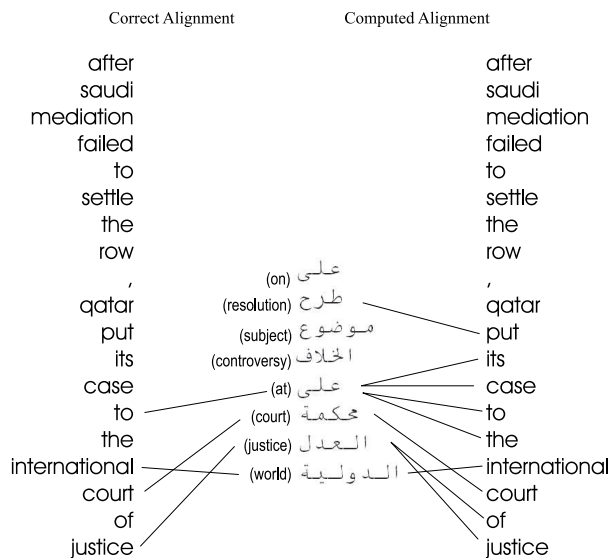 Correct Alignment
Computed Alignment
after
saudi
mediation
failed
to
settle
the
row
,
qatar
put
its
case
to
the
international
court
of
justice
(on) على
(resolution) طرح
(subject) موضوع
(controversy) الخلاف
(at) على
(court) محكمة
(justice) العدل
(world) الدولية
after
saudi
mediation
failed
to
settle
the
row
,
qatar
put
its
case
to
the
international
court
of
justice